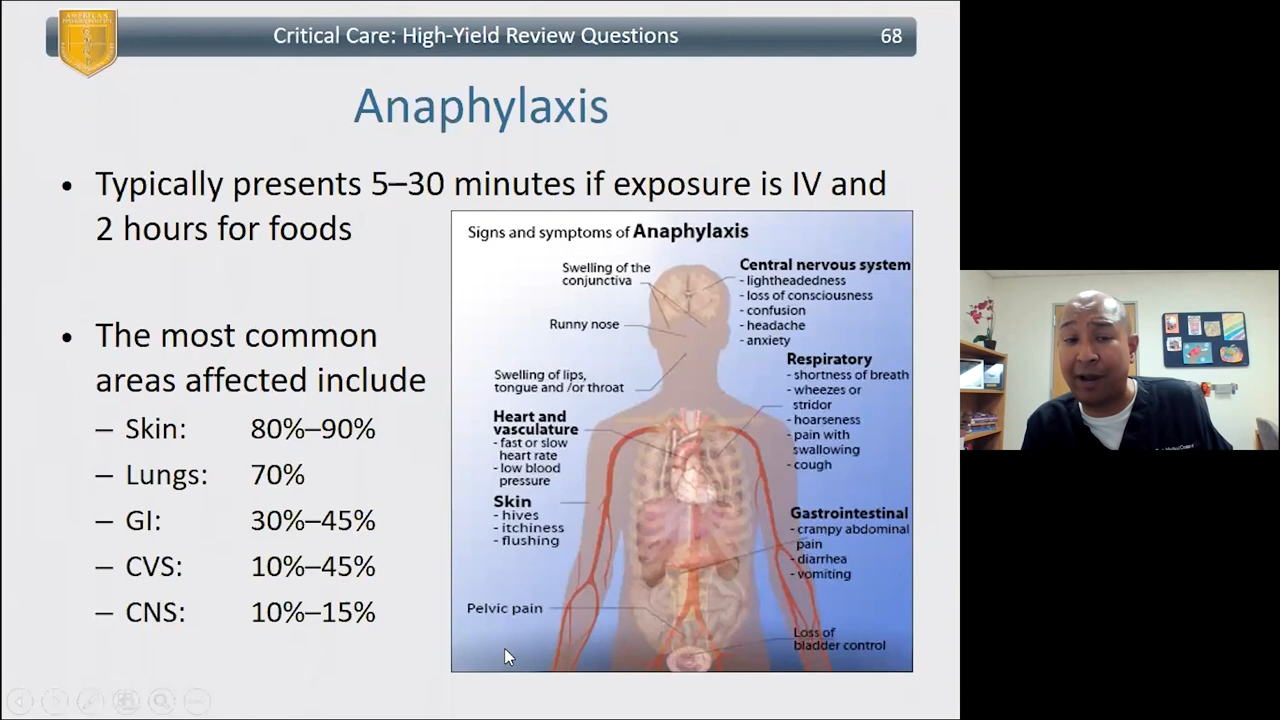 Critical Care: High-Yield Review Questions 68
Anaphylaxis
• Typically presents 5–30 minutes if exposure is IV and
2 hours for foods
• The most common
areas affected include
– Skin: 80%–90%
– Lungs: 70%
– GI: 30%–45%
– CVS: 10%–45%
– CNS: 10%–15%
Signs and symptoms of Anaphylaxis
Swelling of the
conjunctiva
Runny nose
Swelling of lips,
tongue and /or throat
Heart and
vasculature
- fast or slow
heart rate
- low blood
pressure
Skin
- hives
- itchiness
- flushing
Pelvic pain
Central nervous system
- lightheadedness
- loss of consciousness
- confusion
- headache
- anxiety
Respiratory
- shortness of breath
- wheezes or
stridor
- hoarseness
- pain with
swallowing
- cough
Gastrointestinal
- crampy abdominal
pain
- diarrhea
- vomiting
Loss of
bladder control